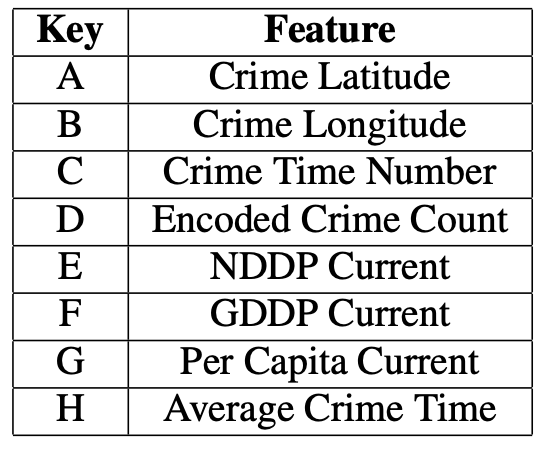 Key Feature
A Crime Latitude
B Crime Longitude
C Crime Time Number
D Encoded Crime Count
E NDDP Current
F GDDP Current
G Per Capita Current
H Average Crime Time